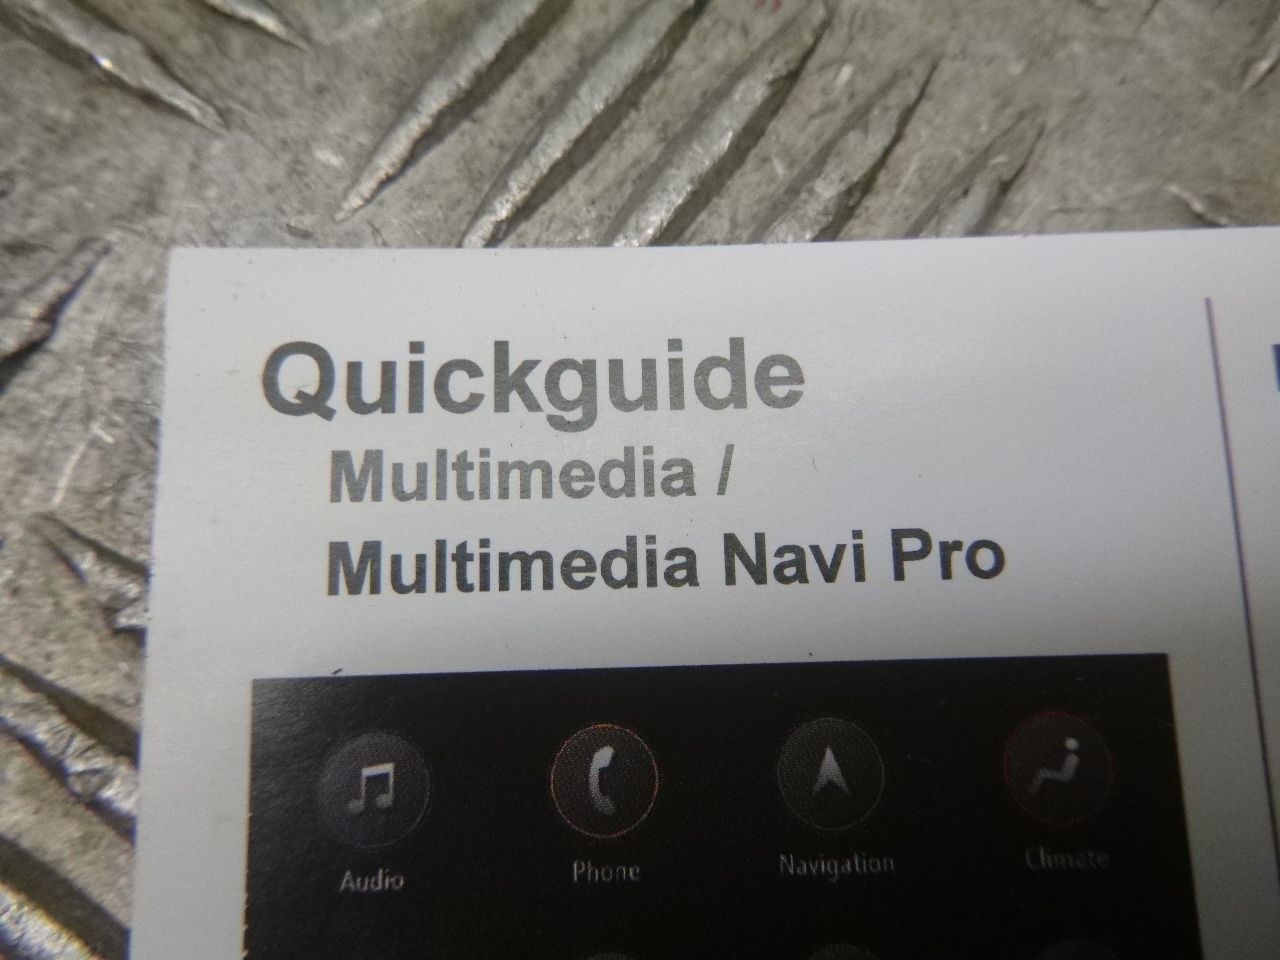 Quickguide
Multimedia /
Multimedia Navi Pro
Audio
Phone
Navigation
Climate